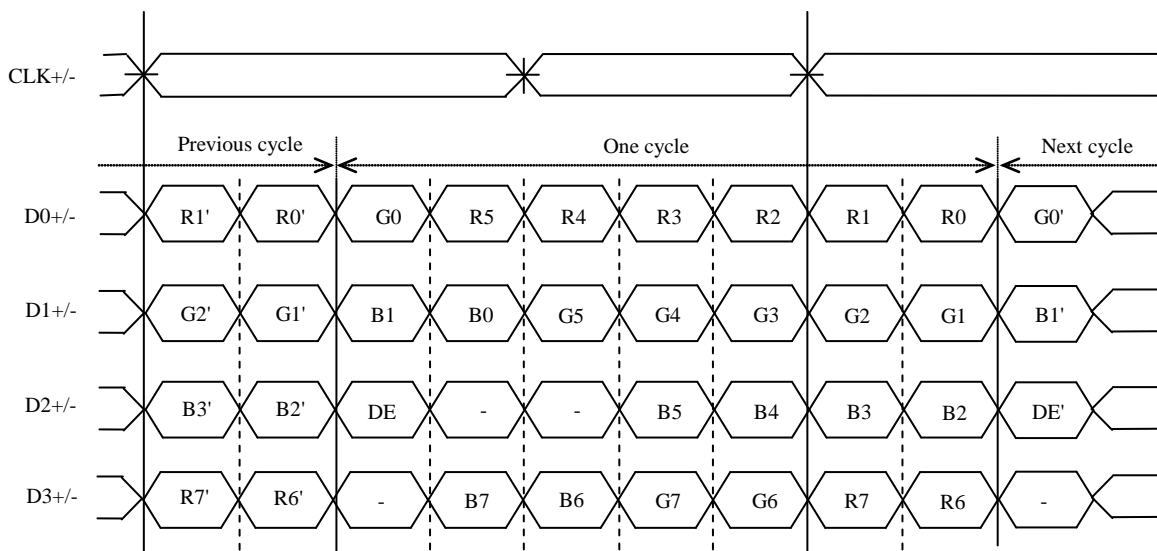 CLK+/-
Previous cycle One cycle Next cycle
D0+/- R1' R0' G0 R5 R4 R3 R2 R1 R0 G0'
D1+/- G2' G1' B1 B0 G5 G4 G3 G2 G1 B1'
D2+/- B3' B2' DE - - B5 B4 B3 B2 DE'
D3+/- R7' R6' - B7 B6 G7 G6 R7 R6 -